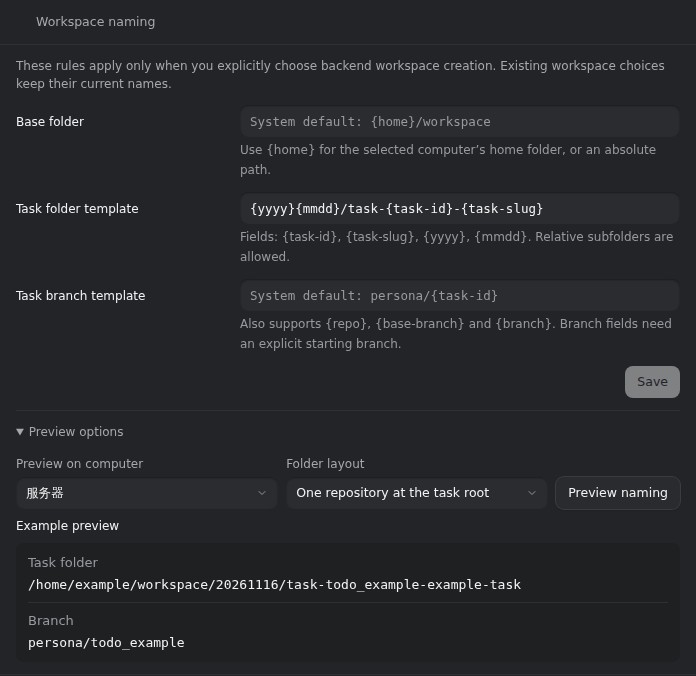 Workspace naming
These rules apply only when you explicitly choose backend workspace creation. Existing workspace choices
keep their current names.
Base folder
System default: {home}/workspace
Use {home} for the selected computer’s home folder, or an absolute
path.
Task folder template
{yyyy}{mmdd}/task-{task-id}-{task-slug}
Fields: {task-id}, {task-slug}, {yyyy}, {mmdd}. Relative subfolders are
allowed.
Task branch template
System default: persona/{task-id}
Also supports {repo}, {base-branch} and {branch}. Branch fields need
an explicit starting branch.
Save
▼ Preview options
Preview on computer
Folder layout
服务器
One repository at the task root
Preview naming
Example preview
Task folder
/home/example/workspace/20261116/task-todo_example-example-task
Branch
persona/todo_example